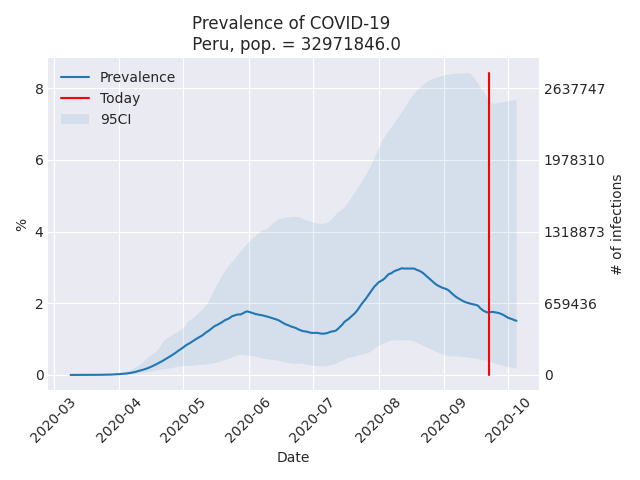 Prevalence of COVID-19
Peru, pop. = 32971846.0
Prevalence
Today
95CI
8
6
4
2
0
%
2637747
1978310
1318873
659436
0
# of infections
2020-03
2020-04
2020-05
2020-06
2020-07
2020-08
2020-09
2020-10
Date